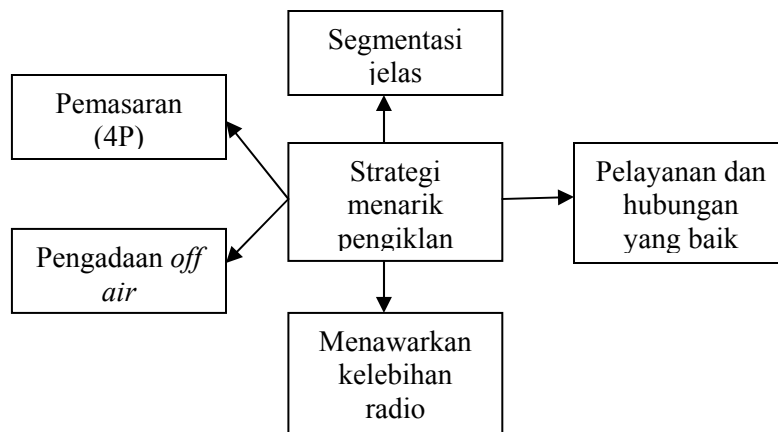 Segmentasi
jelas
Pemasaran
(4P)
Strategi
menarik
pengiklan
Pelayanan dan
hubungan
yang baik
Pengadaan off
air
Menawarkan
kelebihan
radio